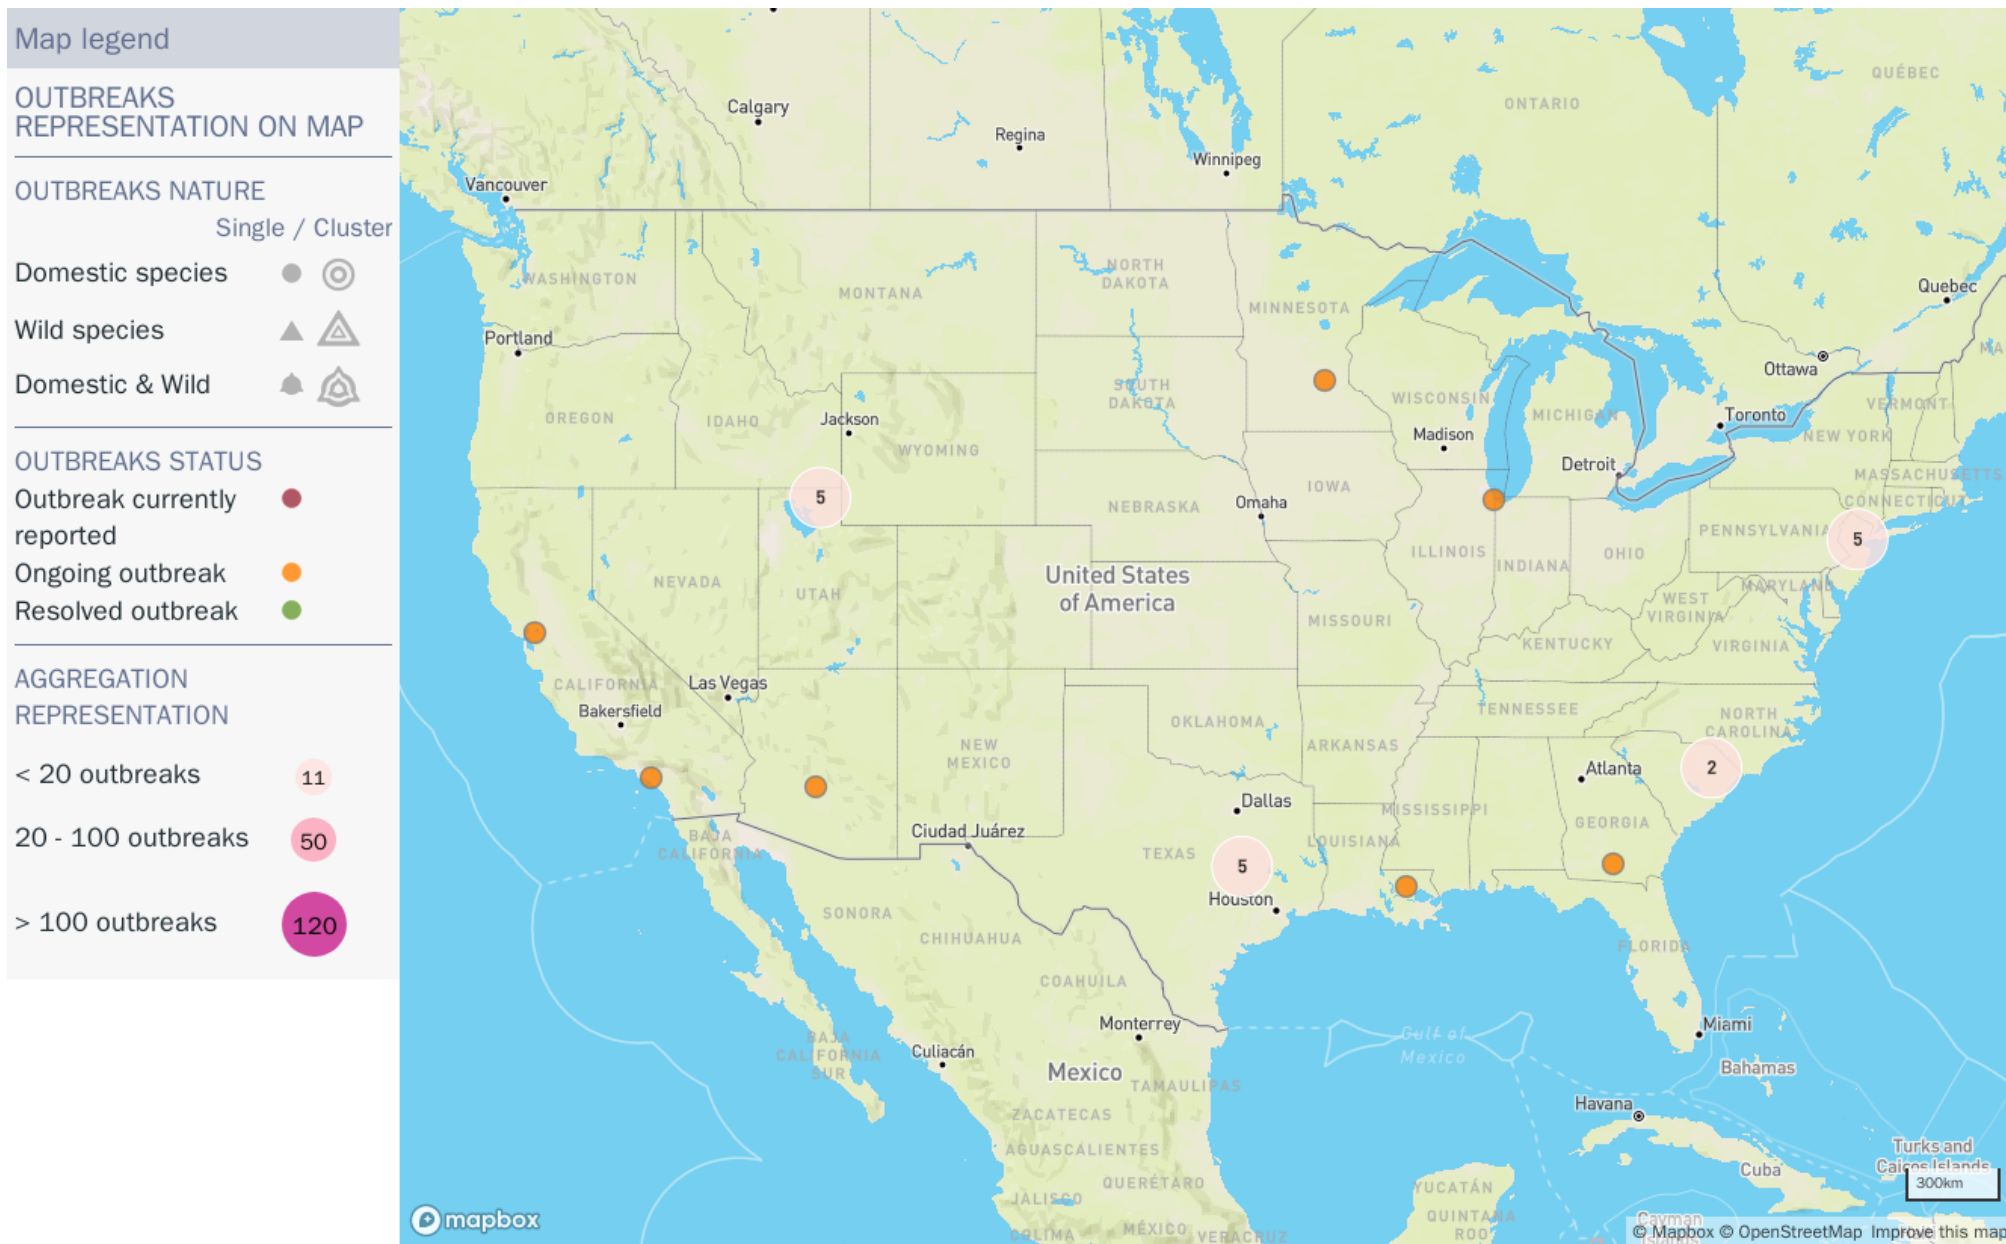 Map legend
OUTBREAKS
REPRESENTATION ON MAP
OUTBREAKS NATURE
Single / Cluster
Domestic species
Wild species
Domestic & Wild
OUTBREAKS STATUS
Outbreak currently
reported
Ongoing outbreak
Resolved outbreak
AGGREGATION
REPRESENTATION
< 20 outbreaks 11
20 - 100 outbreaks 50
> 100 outbreaks 120
QUÉBEC
ONTARIO
Calgary
Regina
Winnipeg
Vancouver
WASHINGTON
MONTANA
NORTH
DAKOTA
MINNESOTA
Quebec
Portland
Ottawa
MA
SOUTH
DAKOTA
WISCONSIN
MICHIGAN
VERMONT
OREGON
IDAHO
Jackson
WYOMING
Madison
Toronto
NEW YORK
Detroit
MASSACHUSETTS
5
NEBRASKA
Omaha
IOWA
CONNECTICUT
PENNSYLVANIA
5
ILLINOIS
INDIANA
OHIO
NEVADA
UTAH
United States
of America
MARYLAND
WEST
VIRGINIA
MISSOURI
KENTUCKY
VIRGINIA
CALIFORNIA
Las Vegas
Bakersfield
OKLAHOMA
TENNESSEE
NORTH
CAROLINA
NEW
MEXICO
ARKANSAS
Atlanta
2
Dallas
MISSISSIPPI
GEORGIA
BAJA
CALIFORNIA
Ciudad Juárez
TEXAS
5
LOUISIANA
Houston
SONORA
CHIHUAHUA
FLORIDA
COAHUILA
Monterrey
Miami
Gulf of
Mexico
BAJA
CALIFORNIA
SUR
Culiacán
Mexico
TAMAULIPAS
Bahamas
ZACATECAS
Havana
AGUASCALIENTES
Turks and
Caicos Islands
Cuba
QUERÉTARO
300km
JALISCO
YUCATÁN
QUINTANA
ROO
Cayman
Islands
COLIMA
MÉXICO
VERACRUZ
mapbox
© Mapbox © OpenStreetMap Improve this map